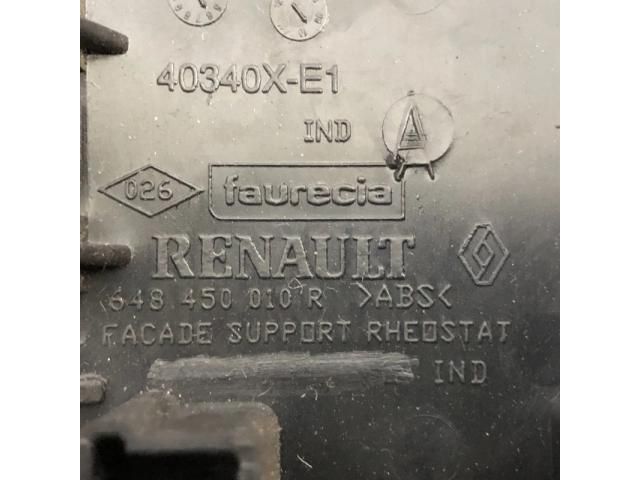 40340X-E1
IND A
026 faurecia
RENAULT
648 450 010 R >ABS<
FACADE SUPPORT RHEOSTAT
IND